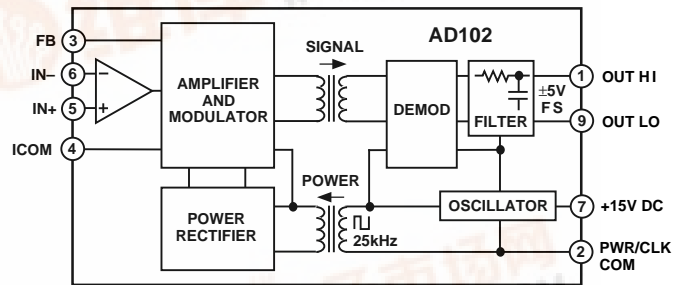 AD102
FB 3
IN– 6
IN+ 5
ICOM 4
–
+
AMPLIFIER
AND
MODULATOR
SIGNAL
DEMOD
FILTER
±5V
FS
1 OUT HI
9 OUT LO
POWER
RECTIFIER
POWER
25kHz
OSCILLATOR
7 +15V DC
2 PWR/CLK
COM